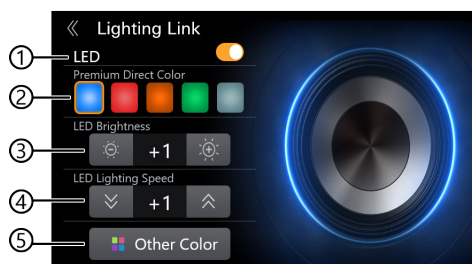 《 Lighting Link
① LED
Premium Direct Color
②
LED Brightness
③ +1
LED Lighting Speed
④ +1
⑤ Other Color